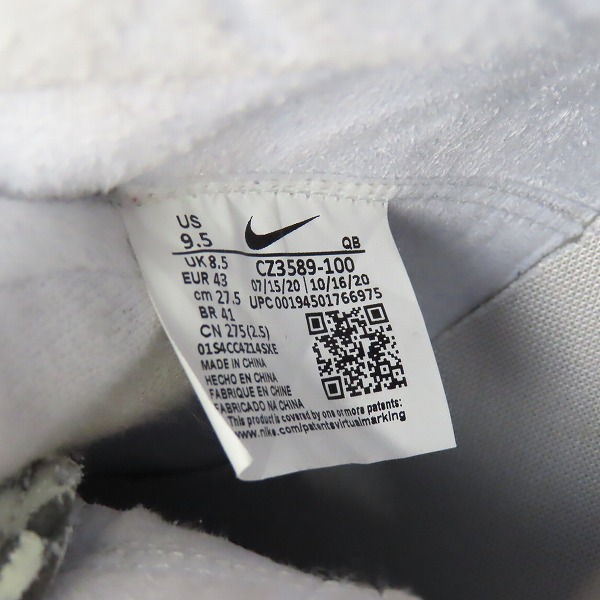 US
9.5 QB
UK 8.5 CZ3589-100
EUR 43 07/15/20 | 10/16/20
cm 27.5 UPC 00194501766975
BR 41
CN 275(2.5)
01S4CC4Z14SXE
MADE IN CHINA
HECHO EN CHINA
FABRIQUE EN CHINE
FABRICADO NA CHINA
This product is covered by one or more patents:
www.nike.com/patentsvirtualmarking